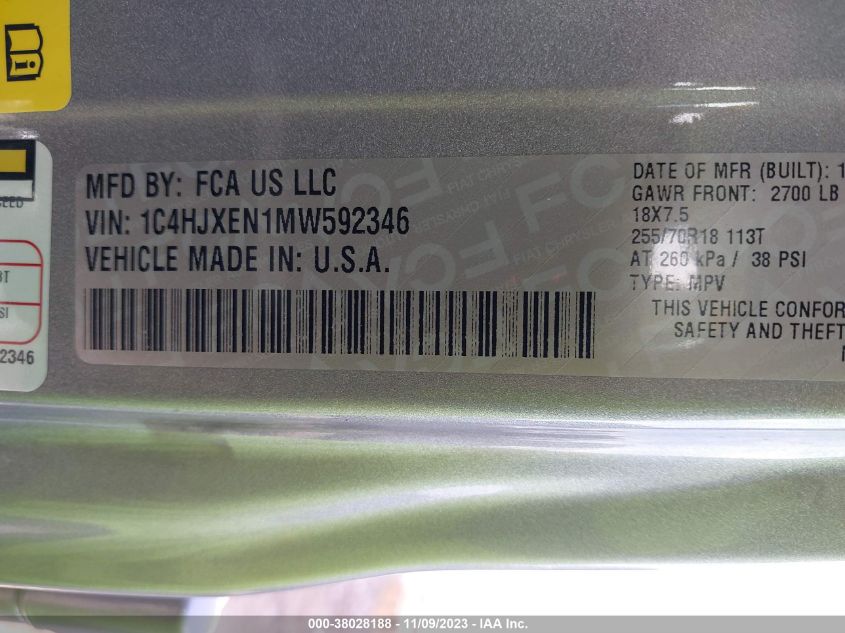 MFD BY: FCA US LLC
VIN: 1C4HJXEN1MW592346
VEHICLE MADE IN: U.S.A.
DATE OF MFR (BUILT): 1
GAWR FRONT: 2700 LB
18X7.5
255/70R18 113T
AT 260 kPa / 38 PSI
TYPE: MPV
THIS VEHICLE CONFOR
SAFETY AND THEFT
2346
000-38028188 - 11/09/2023 - IAA Inc.